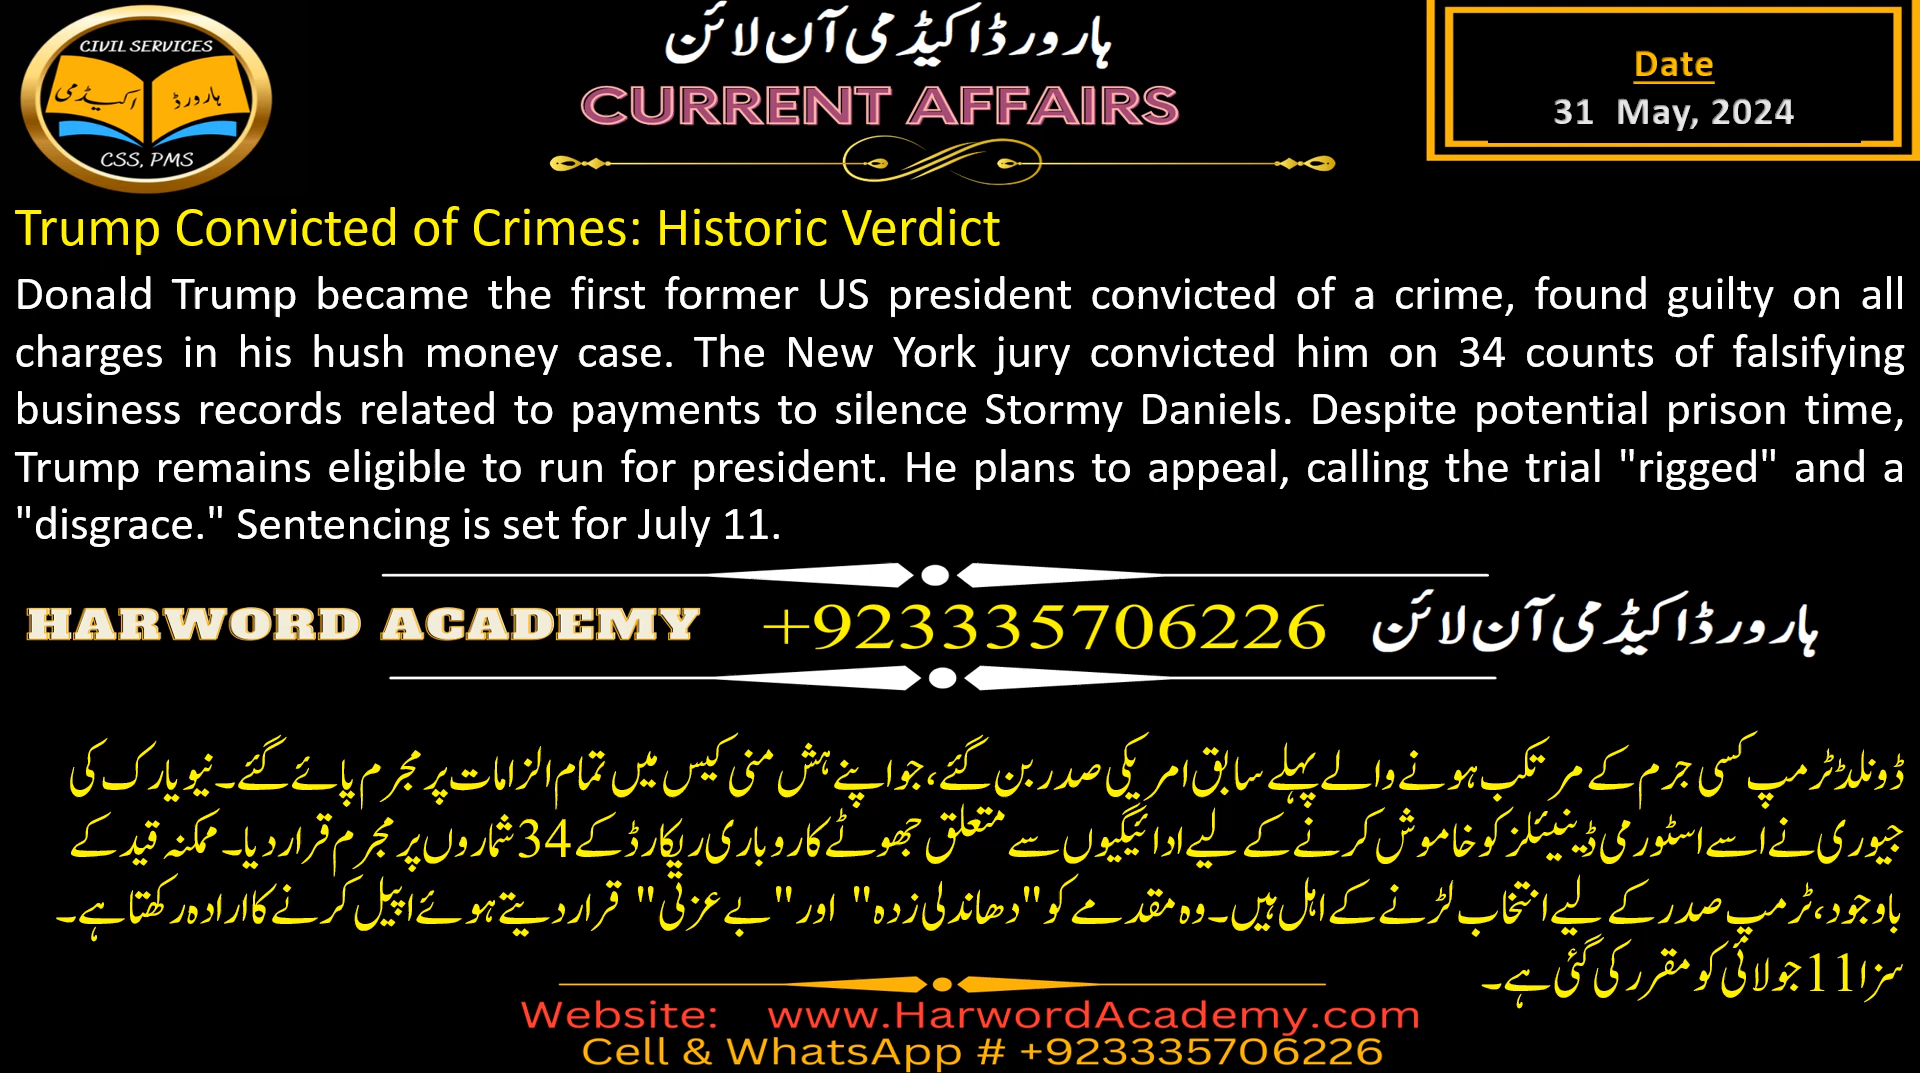 CIVIL SERVICES
ہارورڈ اکیڈمی
CSS, PMS
ہارورڈ اکیڈمی آن لائن
CURRENT AFFAIRS
Date
31 May, 2024
Trump Convicted of Crimes: Historic Verdict
Donald Trump became the first former US president convicted of a crime, found guilty on all
charges in his hush money case. The New York jury convicted him on 34 counts of falsifying
business records related to payments to silence Stormy Daniels. Despite potential prison time,
Trump remains eligible to run for president. He plans to appeal, calling the trial "rigged" and a
"disgrace." Sentencing is set for July 11.
HARWORD ACADEMY +923335706226 ہارورڈ اکیڈمی آن لائن
ڈونلڈ ٹرمپ کسی جرم کے مرتکب ہونے والے پہلے سابق امریکی صدر بن گئے، جو اپنے ہش منی کیس میں تمام الزامات پر مجرم پائے گئے۔ نیویارک کی
جیوری نے اسے اسٹورمی ڈینیئلز کو خاموش کرنے کے لیے ادائیگیوں سے متعلق جھوٹے کاروباری ریکارڈ کے 34 شماروں پر مجرم قرار دیا۔ ممکنہ قید کے
باوجود، ٹرمپ صدر کے لیے انتخاب لڑنے کے اہل ہیں۔ وہ مقدمے کو "دھاندلی زدہ" اور "بے عزتی" قرار دیتے ہوئے اپیل کرنے کا ارادہ رکھتا ہے۔
سزا 11 جولائی کو مقرر کی گئی ہے۔
Website: www.HarwordAcademy.com
Cell & WhatsApp # +923335706226